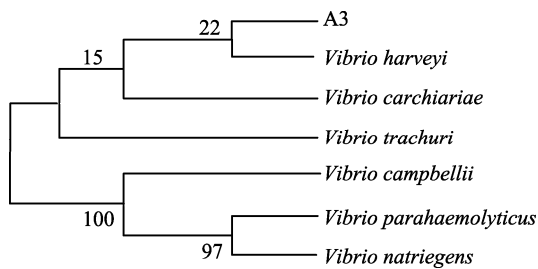 A3
22
Vibrio harveyi
15
Vibrio carchiariae
Vibrio trachuri
Vibrio campbellii
100
Vibrio parahaemolyticus
97
Vibrio natriegens